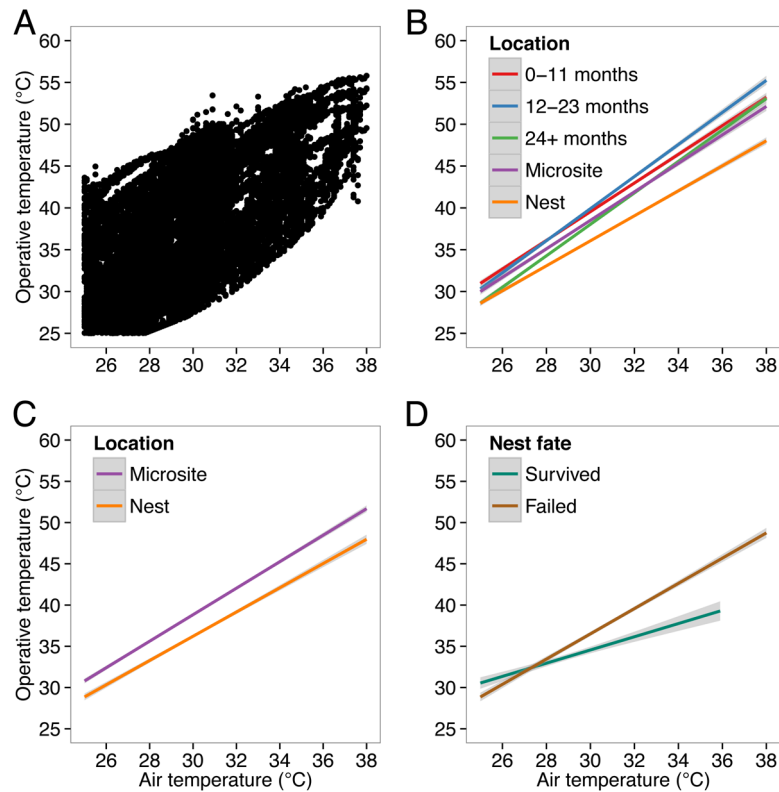 A
B
60
55
50
45
40
35
30
25
Operative temperature (°C)
26 28 30 32 34 36 38
60
55
50
45
40
35
30
25
Location
0−11 months
12−23 months
24+ months
Microsite
Nest
26 28 30 32 34 36 38
C
D
60
55
50
45
40
35
30
25
Operative temperature (°C)
Location
Microsite
Nest
26 28 30 32 34 36 38
Air temperature (°C)
60
55
50
45
40
35
30
25
Nest fate
Survived
Failed
26 28 30 32 34 36 38
Air temperature (°C)